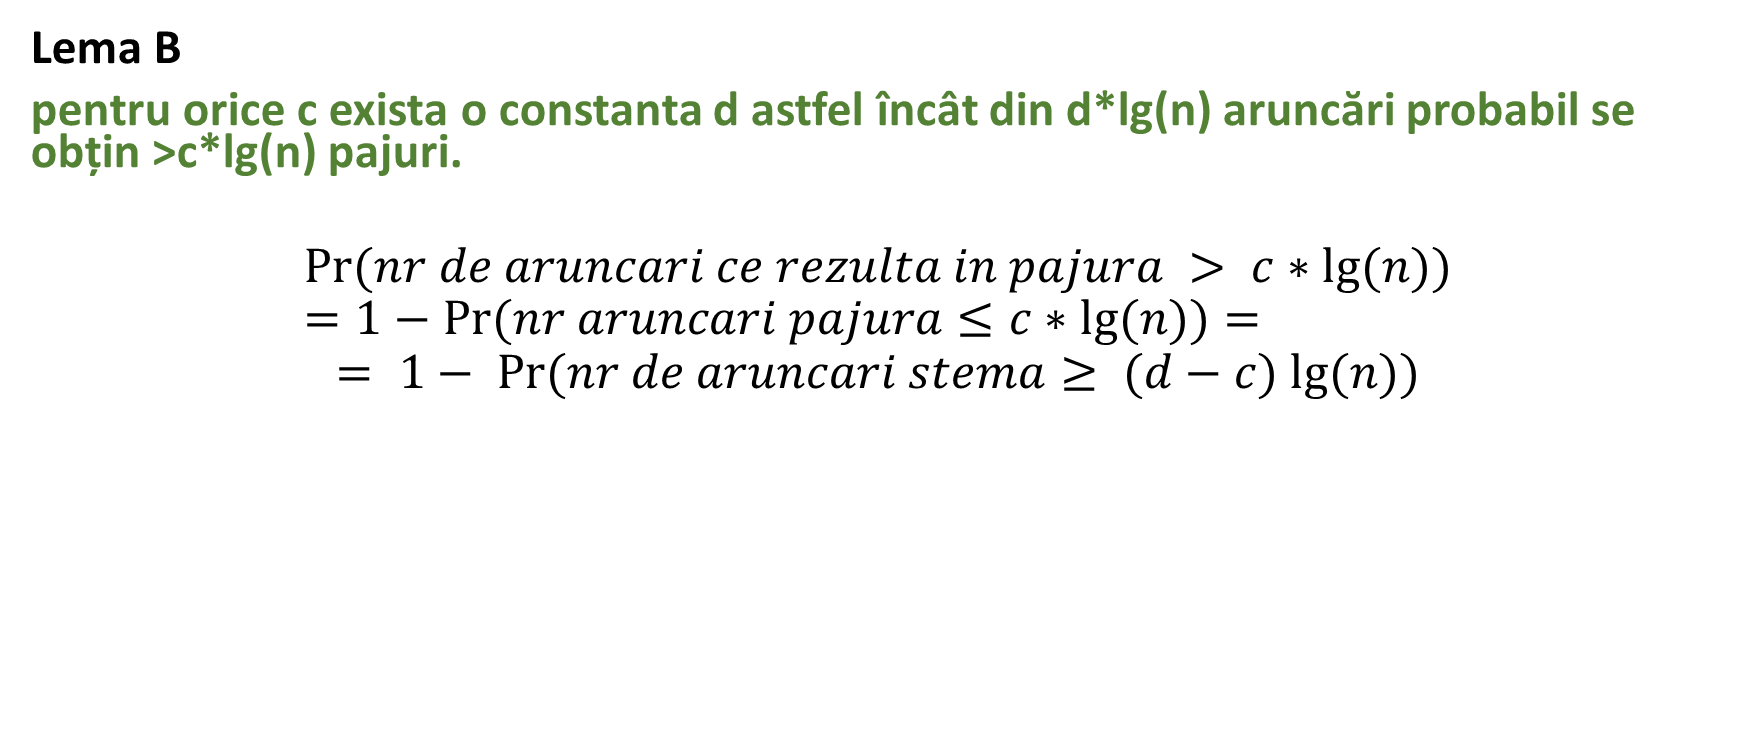 Lema B
pentru orice c exista o constanta d astfel încât din d*lg(n) aruncări probabil se
obțin >c*lg(n) pajuri.
Pr(nr de aruncari ce rezulta in pajura > c ∗ lg(n))
= 1 − Pr(nr aruncari pajura ≤ c ∗ lg(n)) =
= 1 − Pr(nr de aruncari stema ≥ (d − c) lg(n))